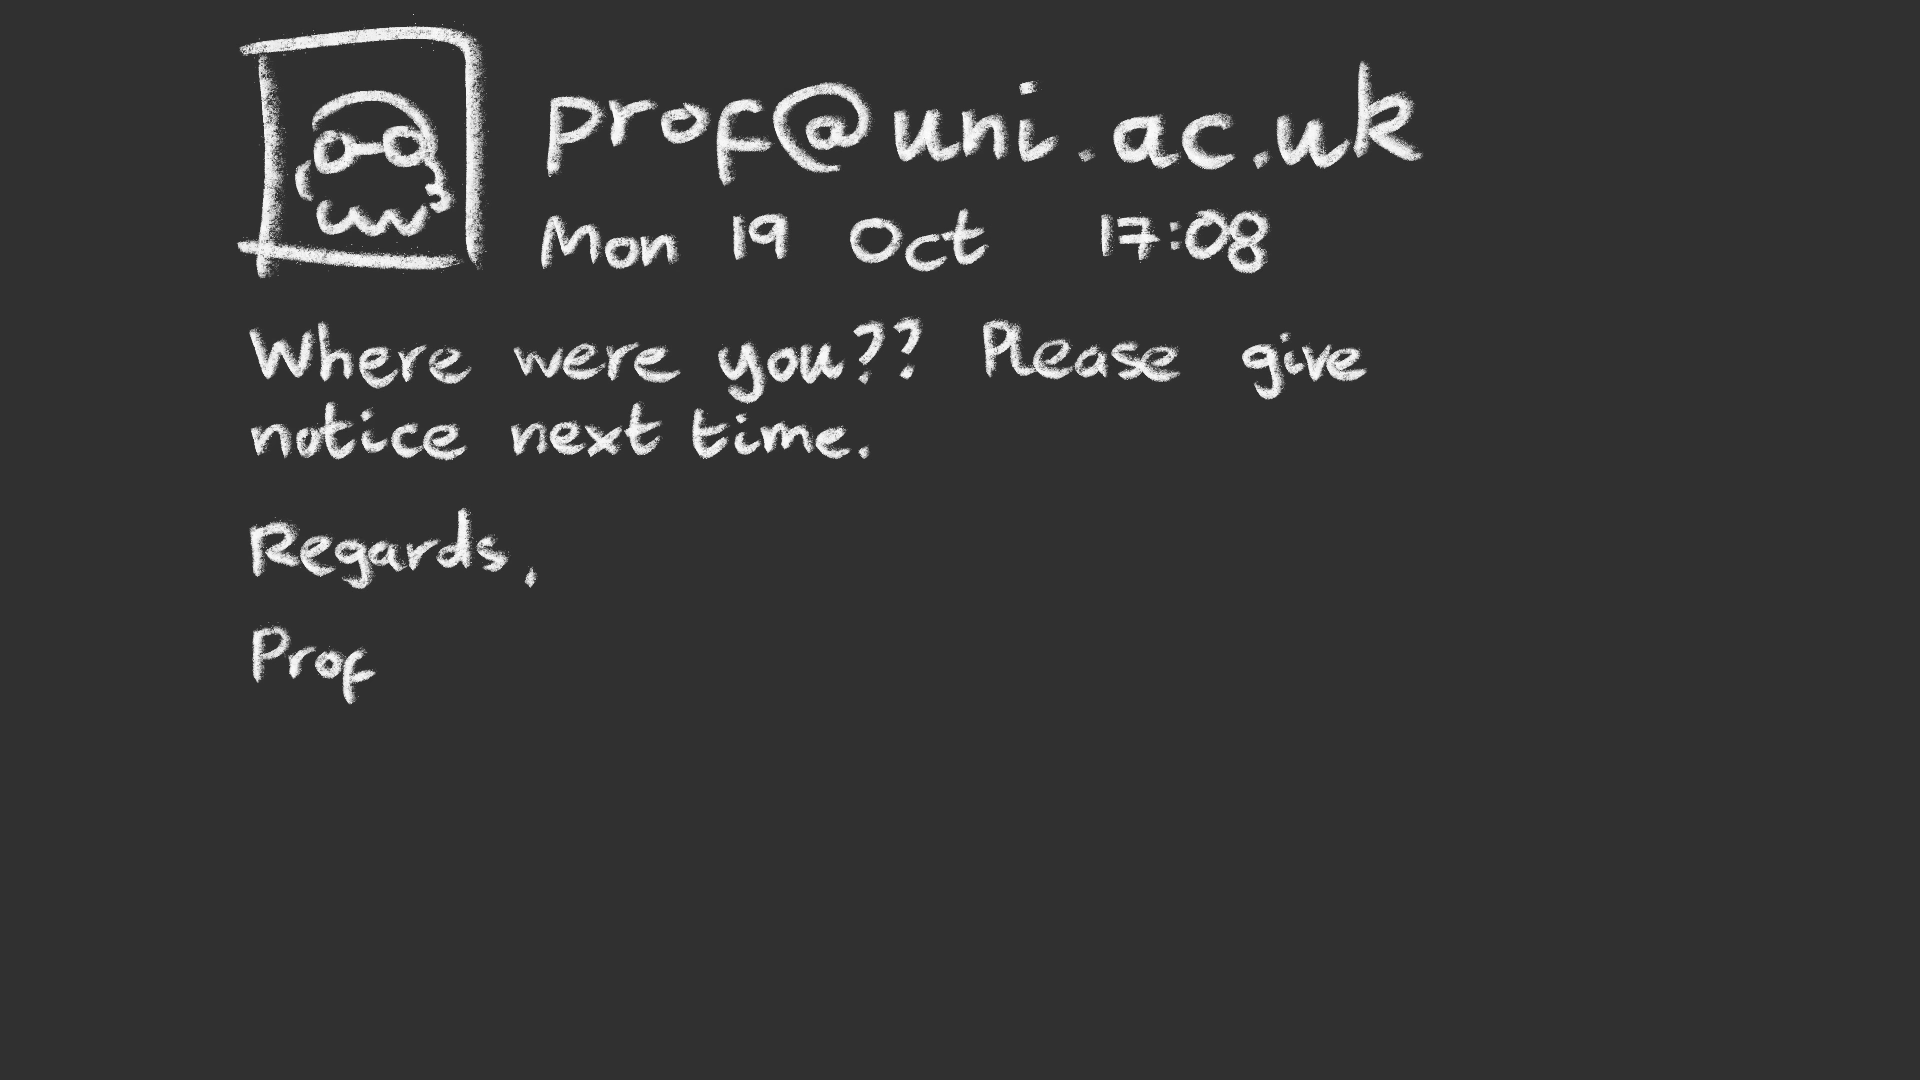 prof@uni.ac.uk
Mon 19 Oct 17:08
Where were you?? Please give
notice next time.
Regards,
Prof